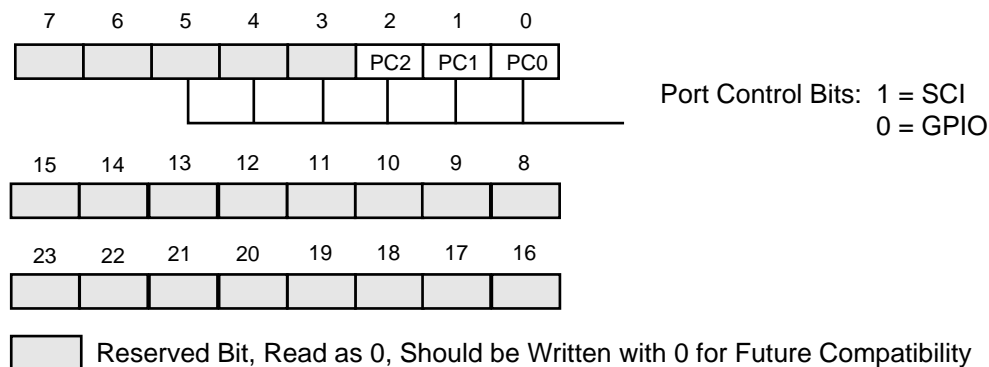 7 6 5 4 3 2 1 0
PC2 PC1 PC0
Port Control Bits: 1 = SCI
0 = GPIO
15 14 13 12 11 10 9 8
23 22 21 20 19 18 17 16
Reserved Bit, Read as 0, Should be Written with 0 for Future Compatibility